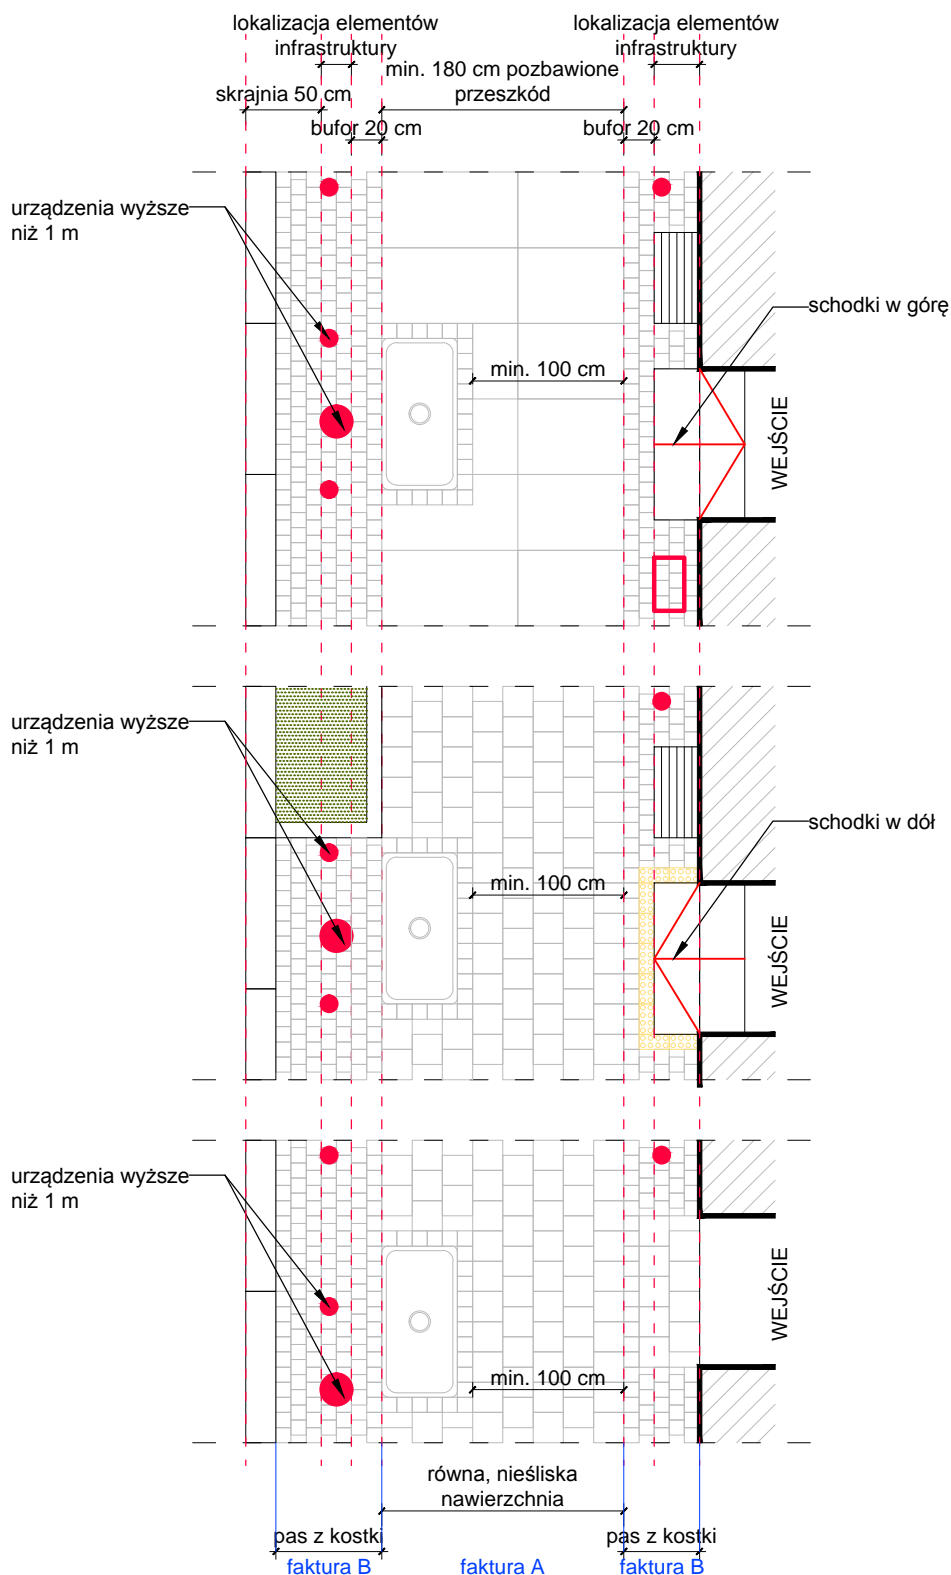 lokalizacja elementów
infrastruktury
lokalizacja elementów
infrastruktury
min. 180 cm pozbawione
przeszkód
skrajnia 50 cm
bufor 20 cm
bufor 20 cm
urządzenia wyższe
niż 1 m
schodki w górę
min. 100 cm
WEJŚCIE
urządzenia wyższe
niż 1 m
schodki w dół
min. 100 cm
WEJŚCIE
urządzenia wyższe
niż 1 m
WEJŚCIE
min. 100 cm
równa, nieśliska
nawierzchnia
pas z kostki
pas z kostki
faktura B
faktura A
faktura B